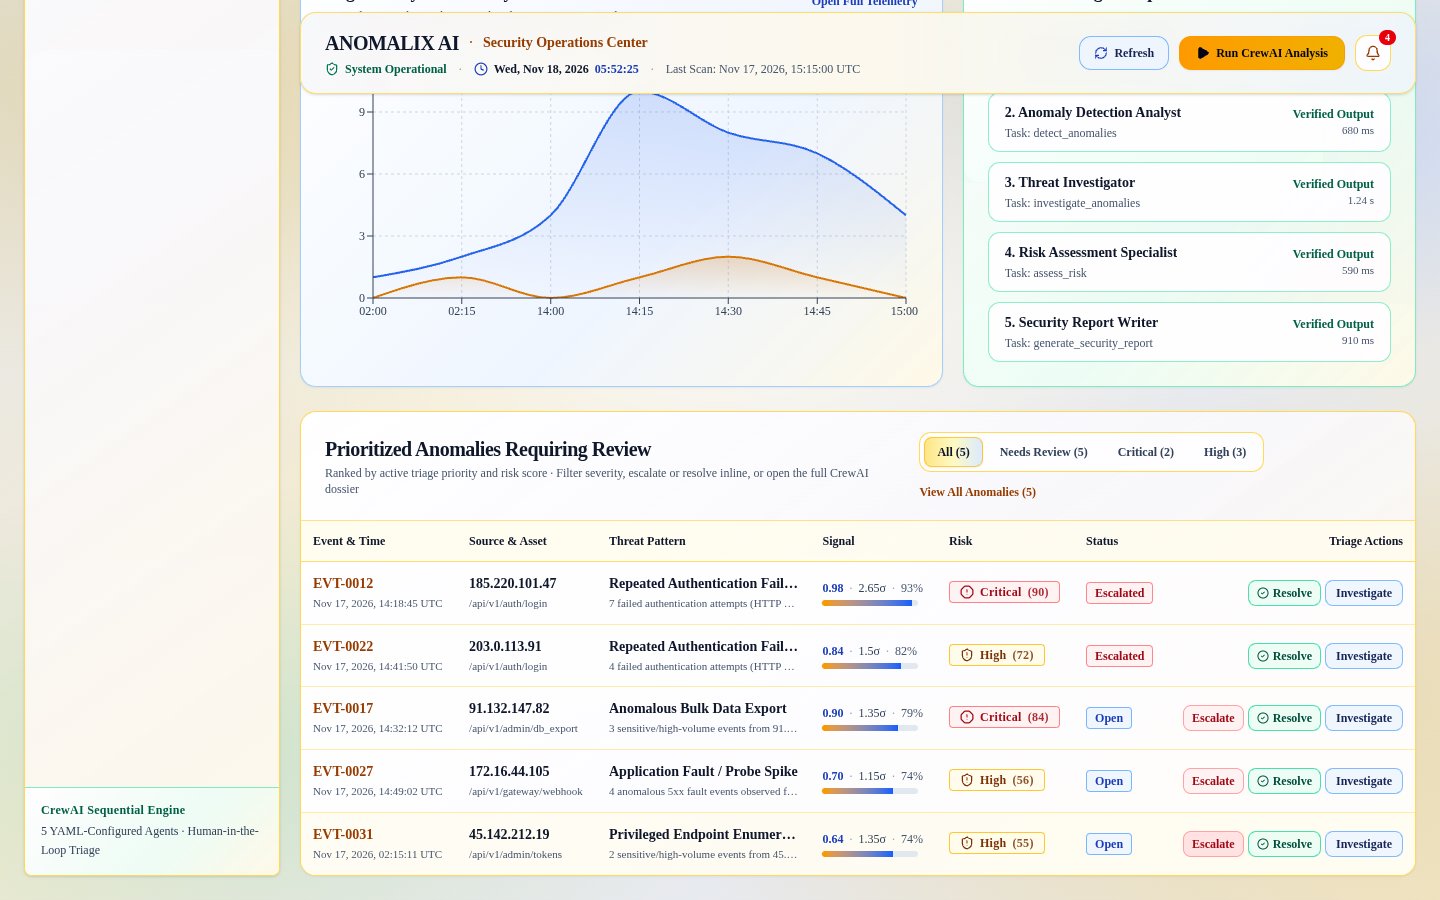 Open Full Telemetry
ANOMALIX AI · Security Operations Center
System Operational · Wed, Nov 18, 2026 05:52:25 · Last Scan: Nov 17, 2026, 15:15:00 UTC
Refresh
Run CrewAI Analysis
4
9
6
3
0
02:00 02:15 14:00 14:15 14:30 14:45 15:00
2. Anomaly Detection Analyst
Task: detect_anomalies
Verified Output
680 ms
3. Threat Investigator
Task: investigate_anomalies
Verified Output
1.24 s
4. Risk Assessment Specialist
Task: assess_risk
Verified Output
590 ms
5. Security Report Writer
Task: generate_security_report
Verified Output
910 ms
Prioritized Anomalies Requiring Review
Ranked by active triage priority and risk score · Filter severity, escalate or resolve inline, or open the full CrewAI
dossier
All (5) Needs Review (5) Critical (2) High (3)
View All Anomalies (5)
Event & Time Source & Asset Threat Pattern Signal Risk Status Triage Actions
EVT-0012 185.220.101.47 Repeated Authentication Fail… 0.98 · 2.65σ · 93% Critical (90) Escalated Resolve Investigate
Nov 17, 2026, 14:18:45 UTC /api/v1/auth/login 7 failed authentication attempts (HTTP …
EVT-0022 203.0.113.91 Repeated Authentication Fail… 0.84 · 1.5σ · 82% High (72) Escalated Resolve Investigate
Nov 17, 2026, 14:41:50 UTC /api/v1/auth/login 4 failed authentication attempts (HTTP …
EVT-0017 91.132.147.82 Anomalous Bulk Data Export 0.90 · 1.35σ · 79% Critical (84) Open Escalate Resolve Investigate
Nov 17, 2026, 14:32:12 UTC /api/v1/admin/db_export 3 sensitive/high-volume events from 91.…
EVT-0027 172.16.44.105 Application Fault / Probe Spike 0.70 · 1.15σ · 74% High (56) Open Escalate Resolve Investigate
Nov 17, 2026, 14:49:02 UTC /api/v1/gateway/webhook 4 anomalous 5xx fault events observed f…
EVT-0031 45.142.212.19 Privileged Endpoint Enumer… 0.64 · 1.35σ · 74% High (55) Open Escalate Resolve Investigate
Nov 17, 2026, 02:15:11 UTC /api/v1/admin/tokens 2 sensitive/high-volume events from 45.…
CrewAI Sequential Engine
5 YAML-Configured Agents · Human-in-the-
Loop Triage